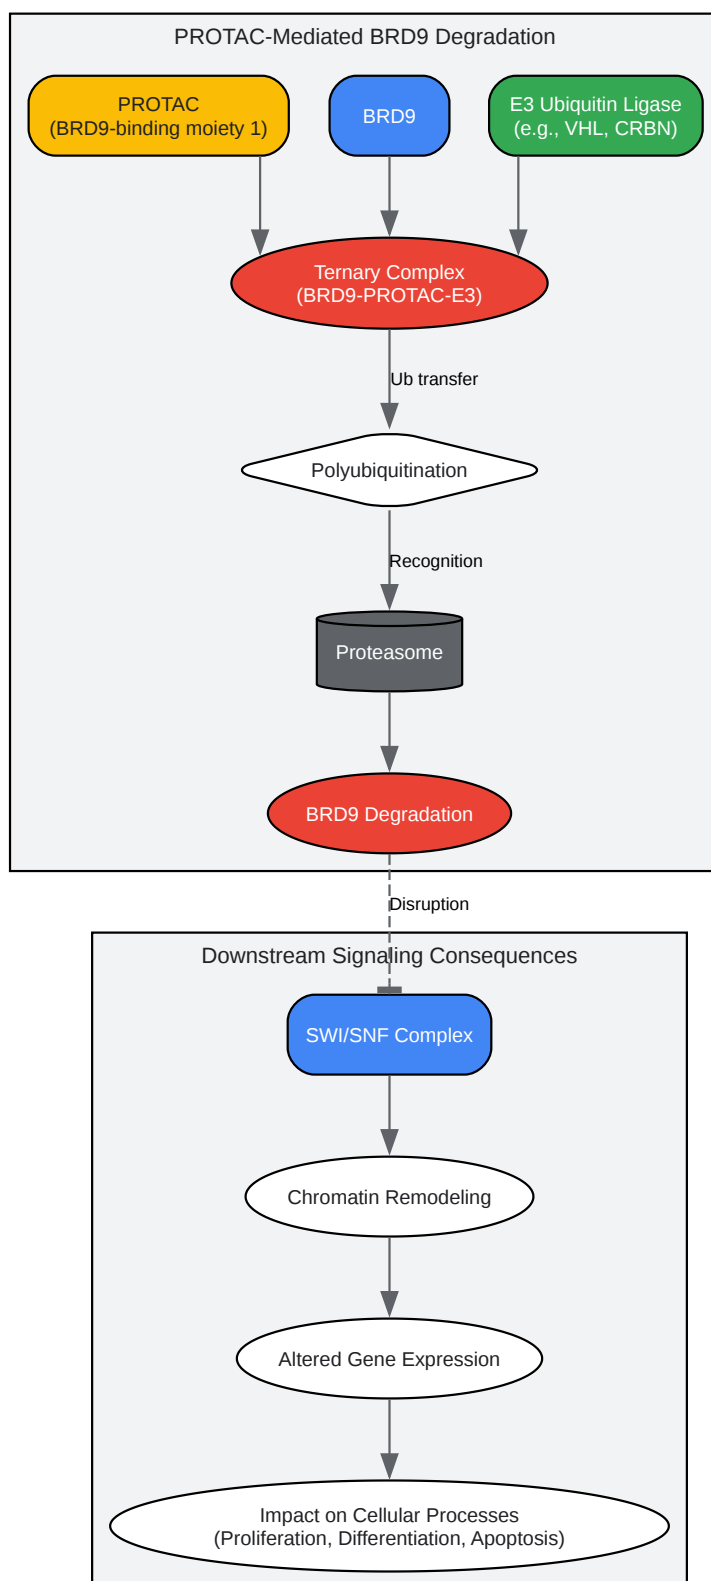 PROTAC-Mediated BRD9 Degradation
PROTAC
(BRD9-binding moiety 1)
BRD9
E3 Ubiquitin Ligase
(e.g., VHL, CRBN)
Ternary Complex
(BRD9-PROTAC-E3)
Ub transfer
Polyubiquitination
Recognition
Proteasome
BRD9 Degradation
Disruption
Downstream Signaling Consequences
SWI/SNF Complex
Chromatin Remodeling
Altered Gene Expression
Impact on Cellular Processes
(Proliferation, Differentiation, Apoptosis)